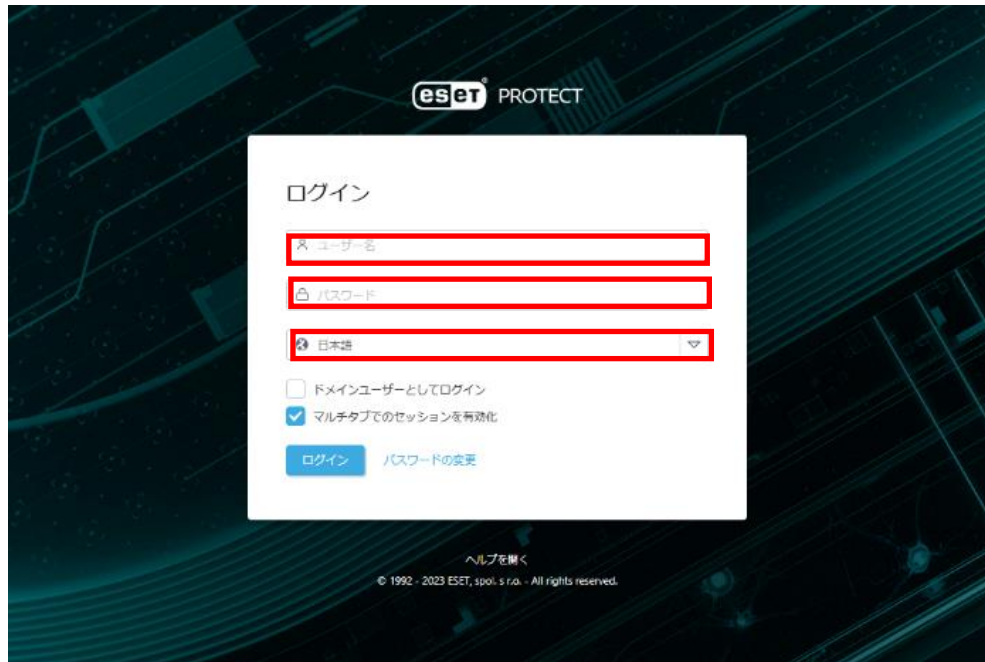 eset® PROTECT
ログイン
ユーザー名
パスワード
日本語
ドメインユーザーとしてログイン
マルチタブでのセッションを有効化
ログイン パスワードの変更
ヘルプを開く
© 1992 - 2023 ESET, spol. s r.o. - All rights reserved.